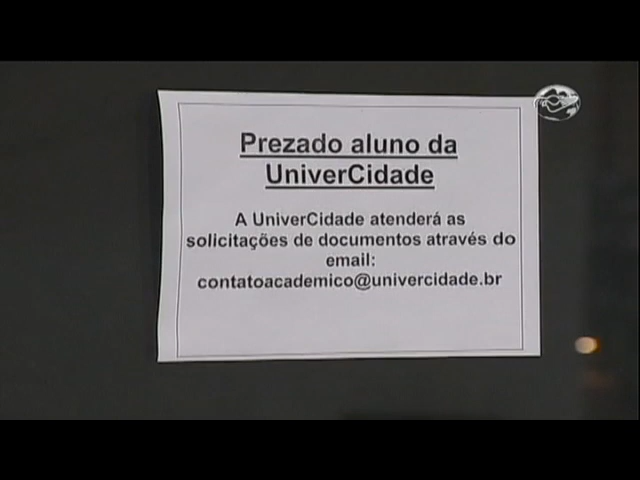 Prezado aluno da
UniverCidade
A UniverCidade atenderá as
solicitações de documentos através do
email:
contatoacademico@univercidade.br